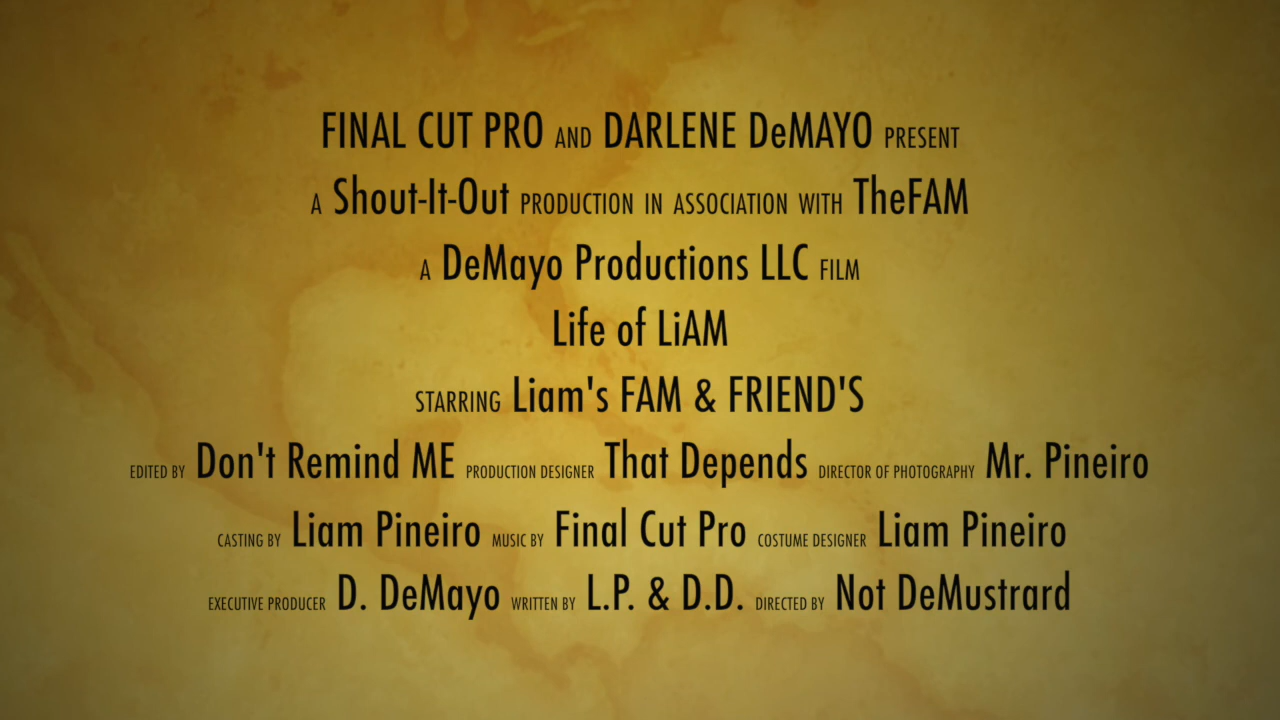 FINAL CUT PRO AND DARLENE DeMAYO PRESENT
A Shout-It-Out PRODUCTION IN ASSOCIATION WITH TheFAM
A DeMayo Productions LLC FILM
Life of LiAM
STARRING Liam's FAM & FRIEND'S
EDITED BY Don't Remind ME PRODUCTION DESIGNER That Depends DIRECTOR OF PHOTOGRAPHY Mr. Pineiro
CASTING BY Liam Pineiro MUSIC BY Final Cut Pro COSTUME DESIGNER Liam Pineiro
EXECUTIVE PRODUCER D. DeMayo WRITTEN BY L.P. & D.D. DIRECTED BY Not DeMustrard